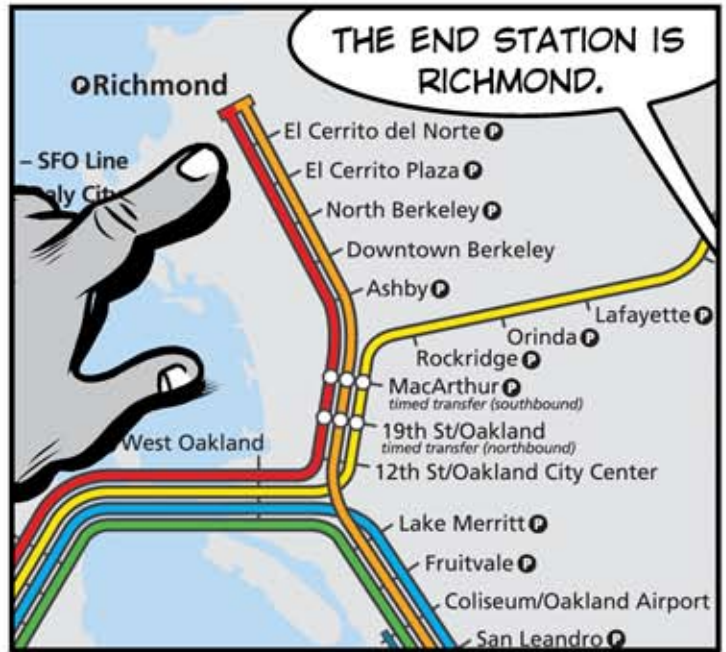 THE END STATION IS
RICHMOND.
P Richmond
El Cerrito del Norte P
– SFO Line
El Cerrito Plaza P
North Berkeley P
Downtown Berkeley
Ashby P
Lafayette P
Orinda P
Rockridge P
MacArthur P
timed transfer (southbound)
19th St/Oakland
timed transfer (northbound)
West Oakland
12th St/Oakland City Center
Lake Merritt P
Fruitvale P
Coliseum/Oakland Airport
San Leandro P